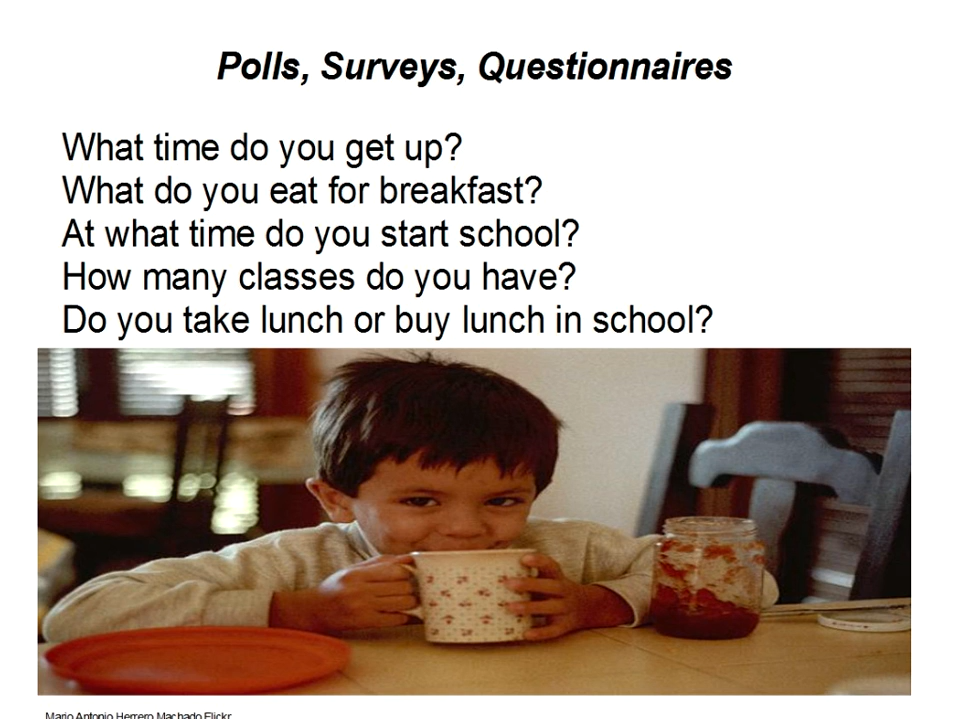 Polls, Surveys, Questionnaires
What time do you get up?
What do you eat for breakfast?
At what time do you start school?
How many classes do you have?
Do you take lunch or buy lunch in school?
Mario Antonio Herrero Machado Flickr